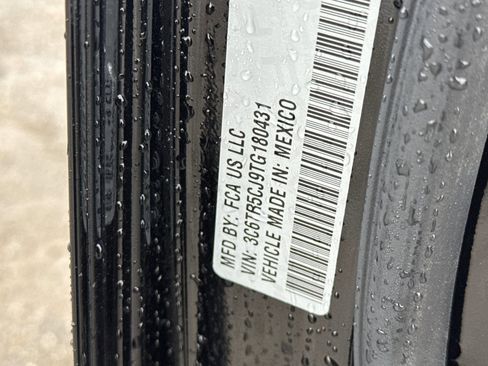 MFD BY: FCA US LLC
VIN: 3C6TR5CJ9TG180431
VEHICLE MADE IN: MEXICO